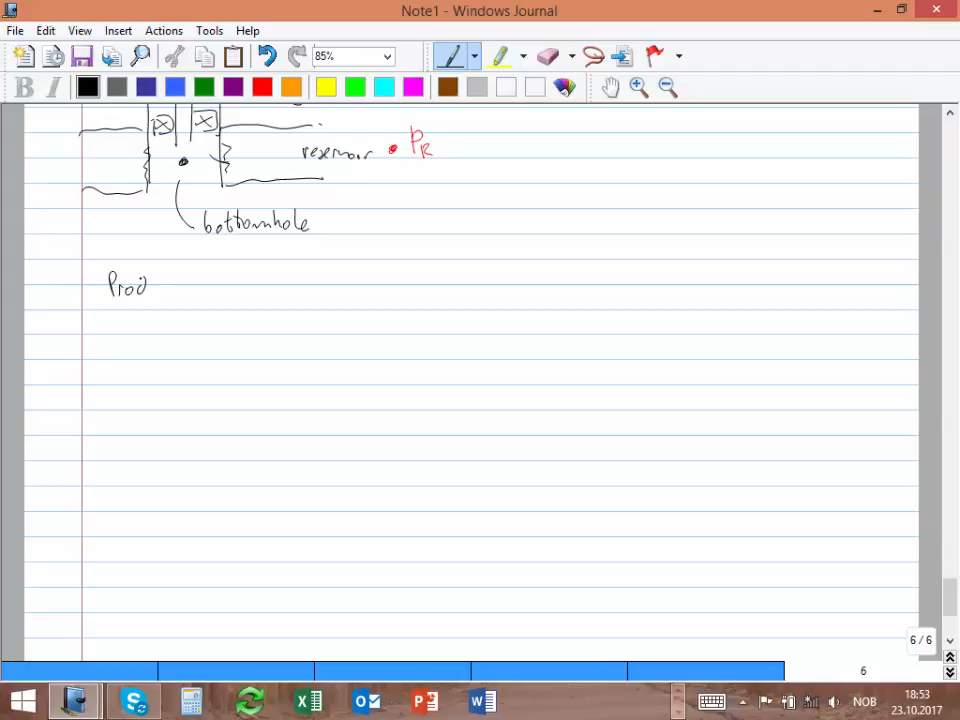 Note1 - Windows Journal
File Edit View Insert Actions Tools Help
85%
B I
reservoir PR
bottomhole
Prod
6 / 6
6
18:53
NOB
23.10.2017